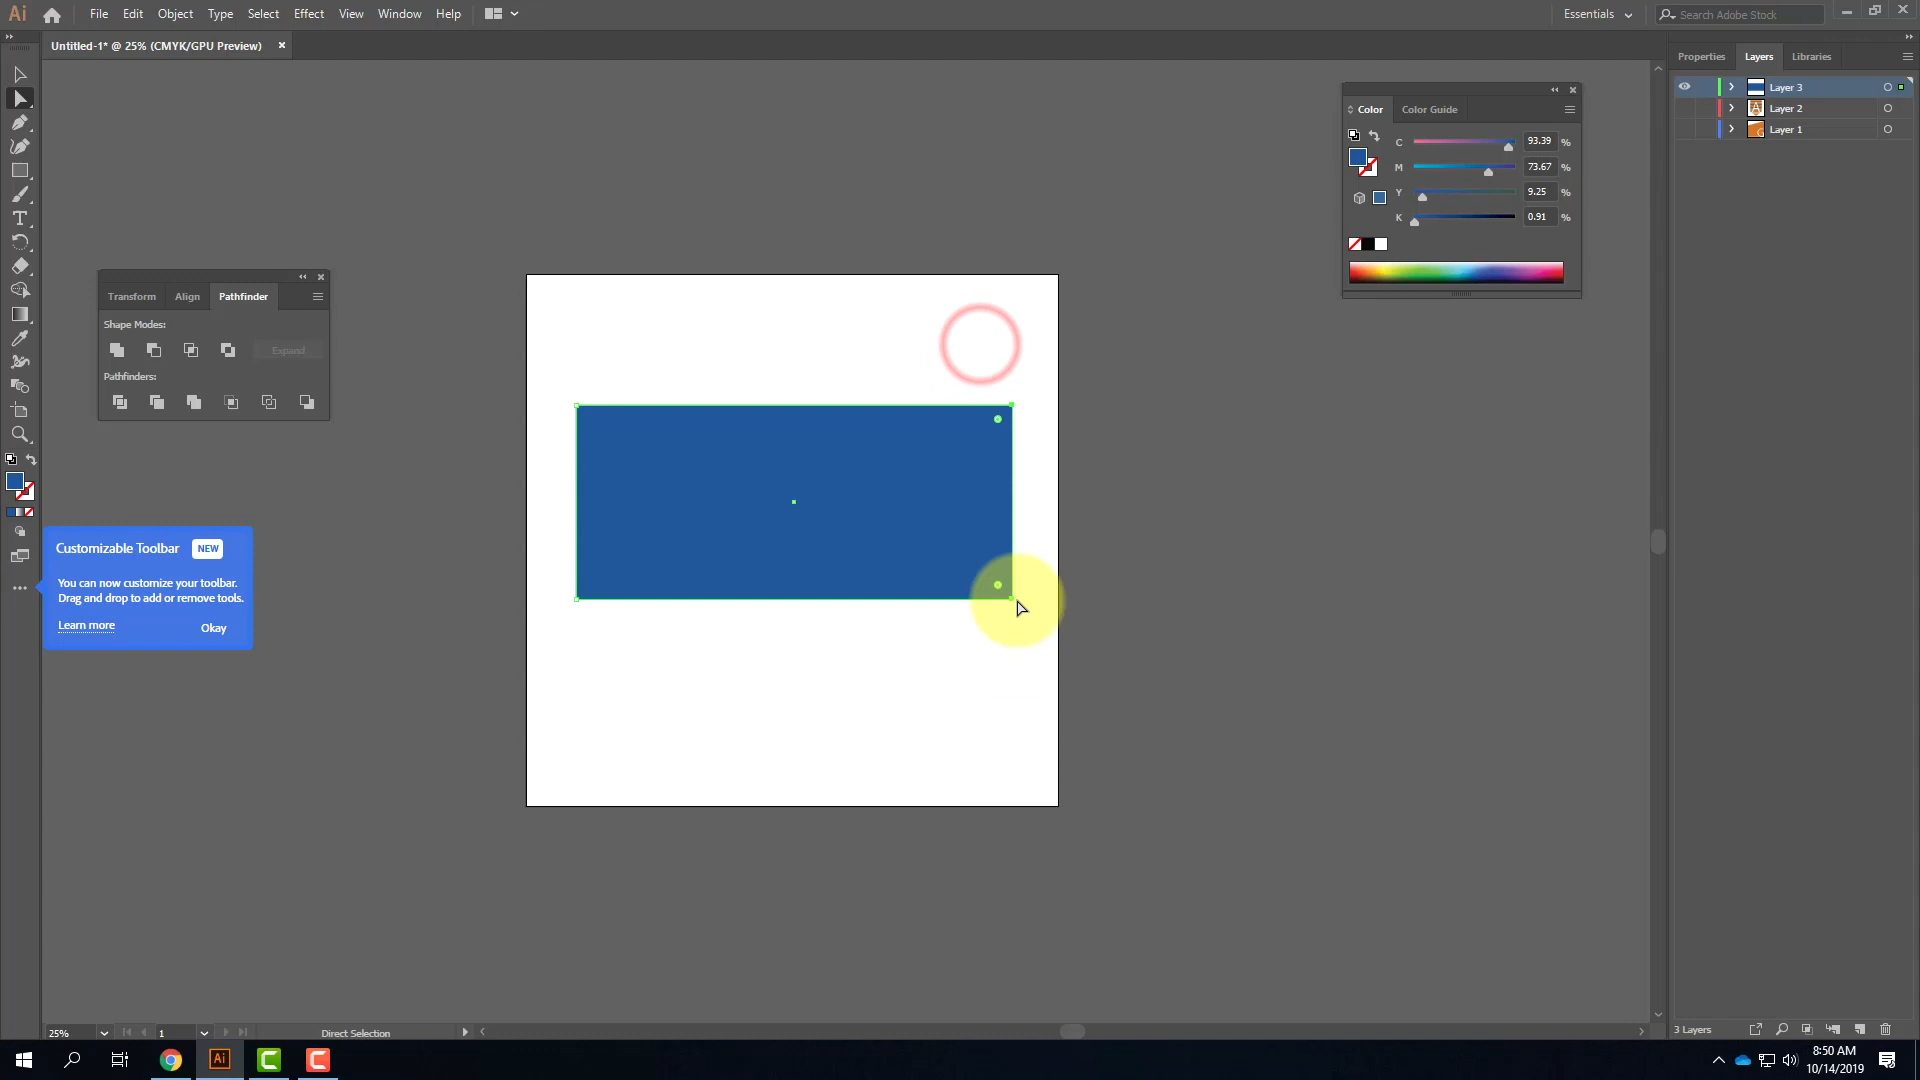 Ai File Edit Object Type Select Effect View Window Help Essentials Search Adobe Stock
Untitled-1* @ 25% (CMYK/GPU Preview)
Properties Layers Libraries
Layer 3
Layer 2
Layer 1
Color Color Guide
C 93.39 %
M 73.67 %
Y 9.25 %
K 0.91 %
Transform Align Pathfinder
Shape Modes:
Expand
Pathfinders:
Customizable Toolbar NEW
You can now customize your toolbar.
Drag and drop to add or remove tools.
Learn more Okay
25% 1 Direct Selection
3 Layers
Ai
8:50 AM
10/14/2019